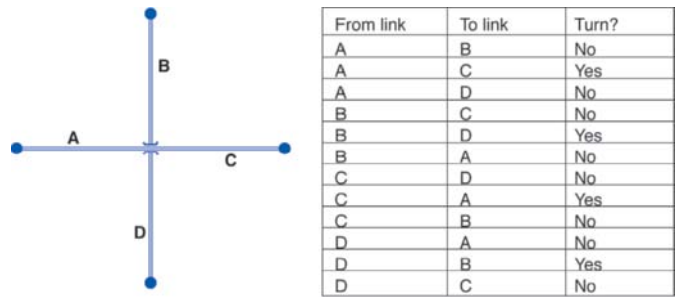 B
A
C
D
From link To link Turn?
A B No
A C Yes
A D No
B C No
B D Yes
B A No
C D No
C A Yes
C B No
D A No
D B Yes
D C No